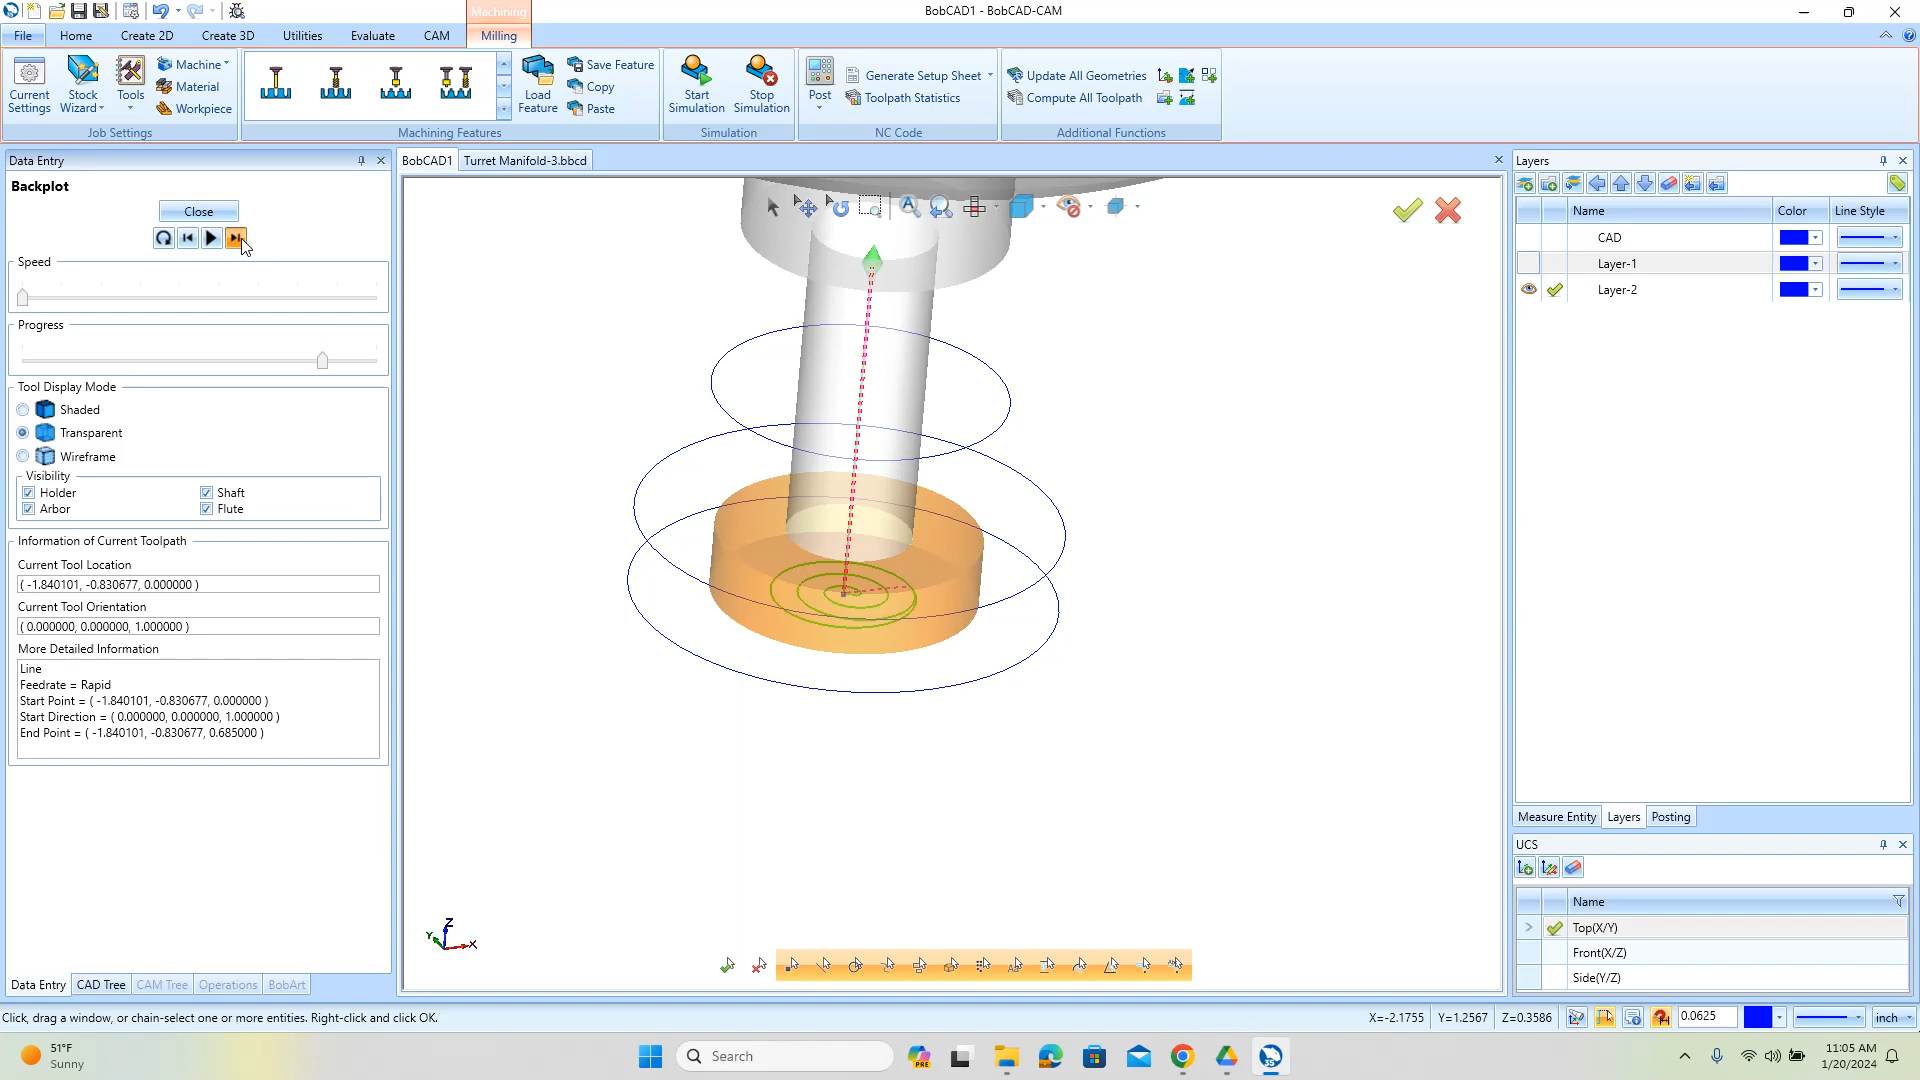 BobCAD1 - BobCAD-CAM
Machining
File
Home
Create 2D
Create 3D
Utilities
Evaluate
CAM
Milling
Current Settings
Stock Wizard
Tools
Machine
Material
Workpiece
Job Settings
Load Feature
Save Feature
Copy
Paste
Machining Features
Start Simulation
Stop Simulation
Simulation
Post
Generate Setup Sheet
Toolpath Statistics
NC Code
Update All Geometries
Compute All Toolpath
Additional Functions
Data Entry
Backplot
Close
Speed
Progress
Tool Display Mode
Shaded
Transparent
Wireframe
Visibility
Holder
Shaft
Arbor
Flute
Information of Current Toolpath
Current Tool Location
( -1.840101, -0.830677, 0.000000 )
Current Tool Orientation
( 0.000000, 0.000000, 1.000000 )
More Detailed Information
Line
Feedrate = Rapid
Start Point = ( -1.840101, -0.830677, 0.000000 )
Start Direction = ( 0.000000, 0.000000, 1.000000 )
End Point = ( -1.840101, -0.830677, 0.685000 )
Data Entry
CAD Tree
CAM Tree
Operations
BobArt
BobCAD1
Turret Manifold-3.bbcd
Z
Y
X
Layers
Name
Color
Line Style
CAD
Layer-1
Layer-2
Measure Entity
Layers
Posting
UCS
Name
Top(X/Y)
Front(X/Z)
Side(Y/Z)
Click, drag a window, or chain-select one or more entities. Right-click and click OK.
X=-2.1755
Y=1.2567
Z=0.3586
0.0625
inch
51°F
Sunny
Search
PRE
35
11:05 AM
1/20/2024